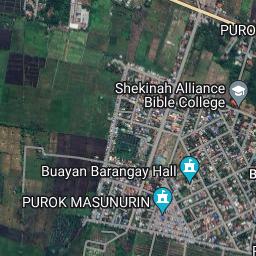 PURO
Shekinah Alliance
Bible College
Buayan Barangay Hall
B
PUROK MASUNURIN
P